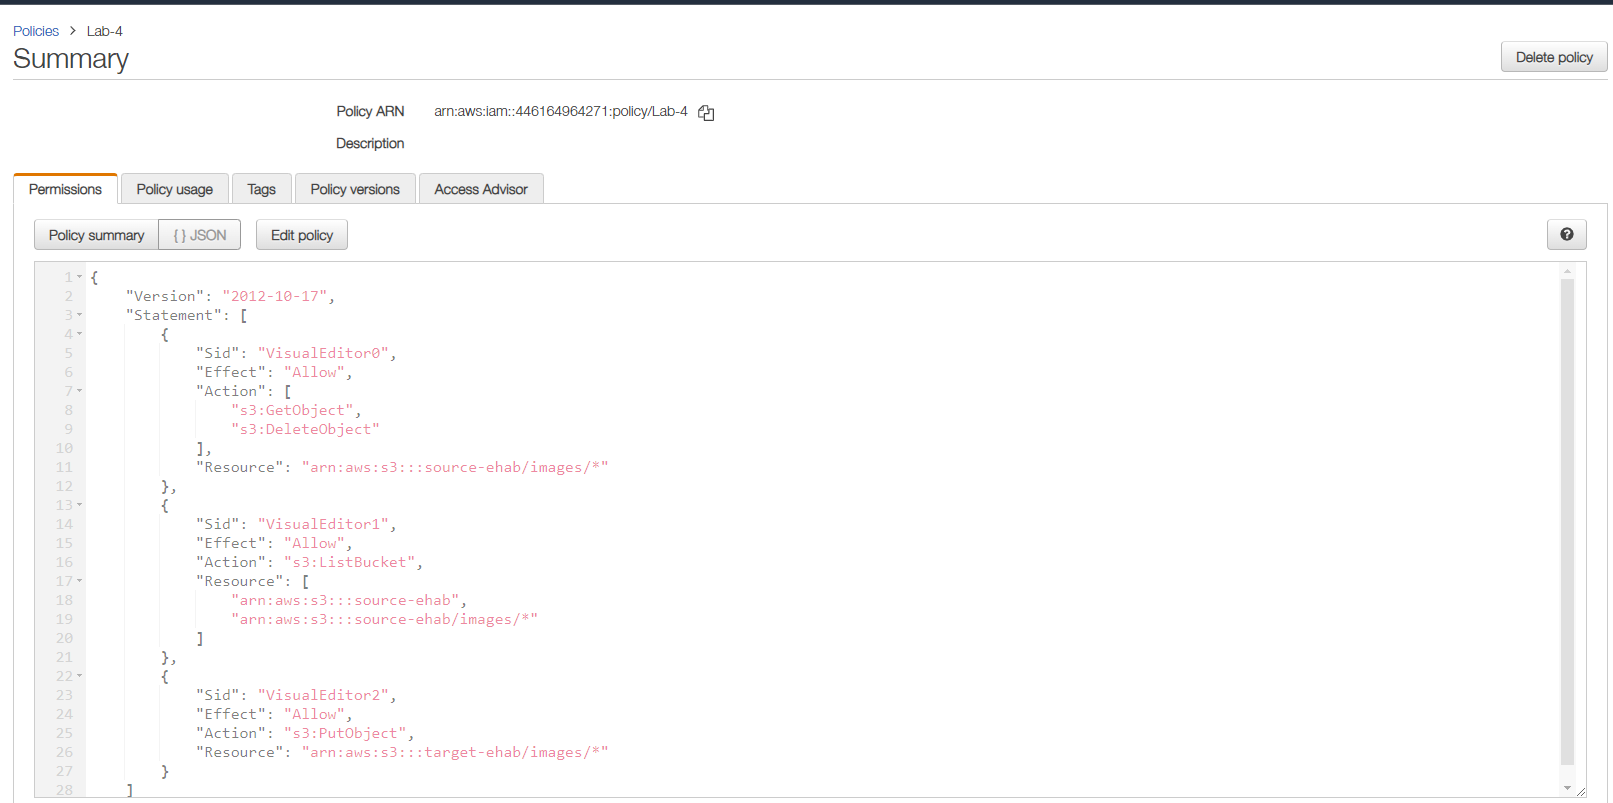 Policies > Lab-4
Summary
Delete policy
Policy ARN arn:aws:iam::446164964271:policy/Lab-4
Description
Permissions Policy usage Tags Policy versions Access Advisor
Policy summary { } JSON Edit policy ?
1 {
2 "Version": "2012-10-17",
3 "Statement": [
4 {
5 "Sid": "VisualEditor0",
6 "Effect": "Allow",
7 "Action": [
8 "s3:GetObject",
9 "s3:DeleteObject"
10 ],
11 "Resource": "arn:aws:s3:::source-ehab/images/*"
12 },
13 {
14 "Sid": "VisualEditor1",
15 "Effect": "Allow",
16 "Action": "s3:ListBucket",
17 "Resource": [
18 "arn:aws:s3:::source-ehab",
19 "arn:aws:s3:::source-ehab/images/*"
20 ]
21 },
22 {
23 "Sid": "VisualEditor2",
24 "Effect": "Allow",
25 "Action": "s3:PutObject",
26 "Resource": "arn:aws:s3:::target-ehab/images/*"
27 }
28 ]